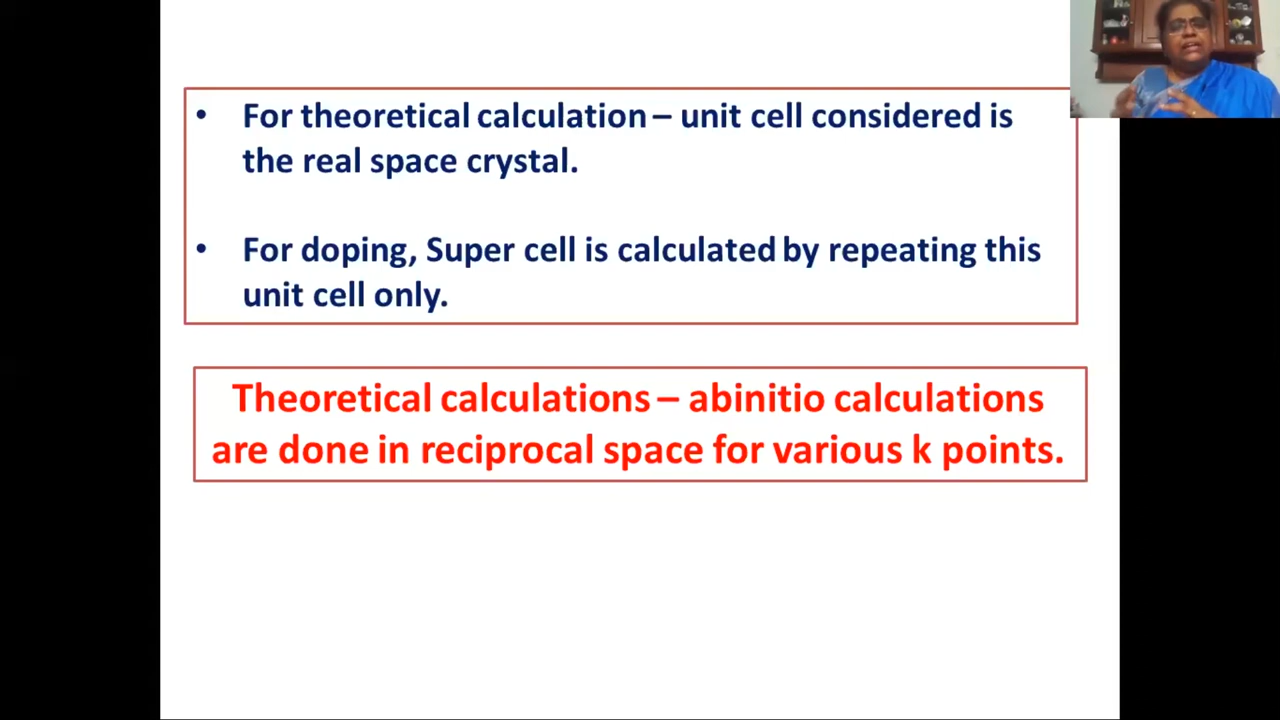 • For theoretical calculation – unit cell considered is
the real space crystal.
• For doping, Super cell is calculated by repeating this
unit cell only.
Theoretical calculations – abinitio calculations
are done in reciprocal space for various k points.